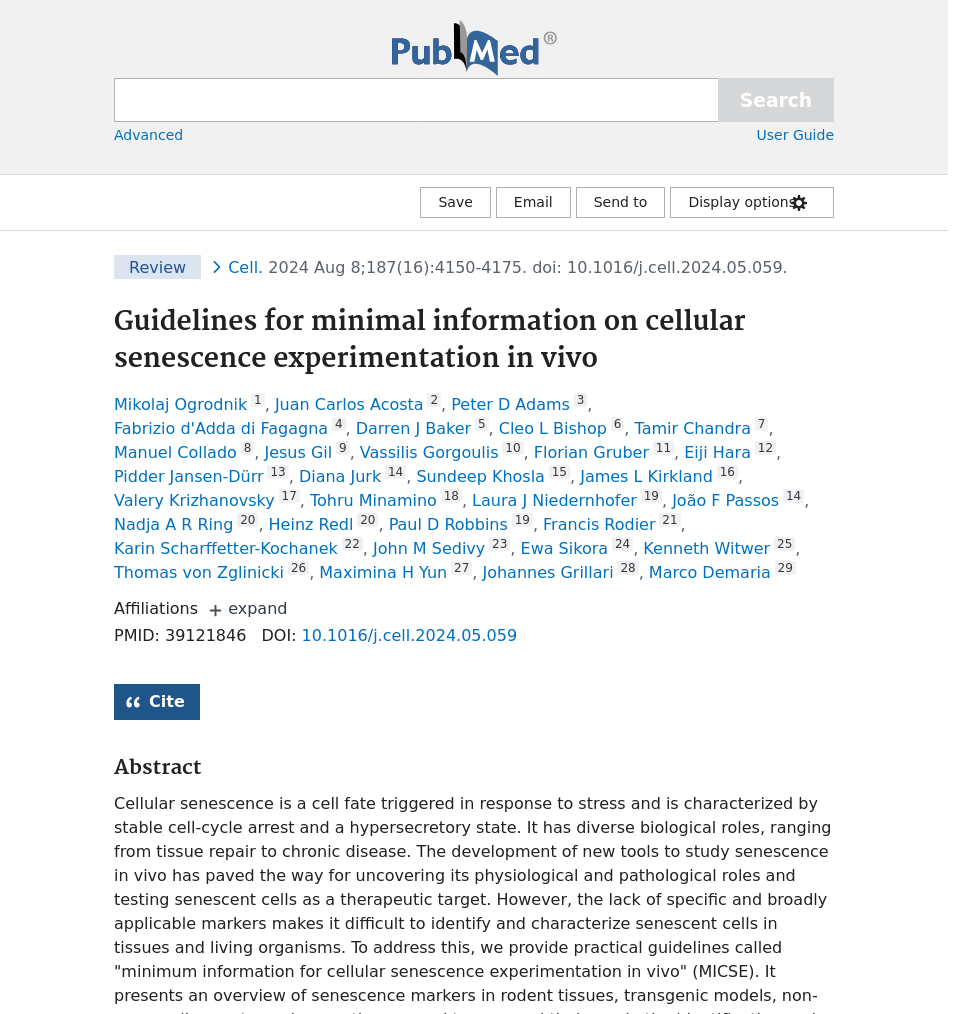 PubMed®
Search
Advanced
User Guide
Save
Email
Send to
Display options
Review
Cell. 2024 Aug 8;187(16):4150-4175. doi: 10.1016/j.cell.2024.05.059.
Guidelines for minimal information on cellular
senescence experimentation in vivo
Mikolaj Ogrodnik 1, Juan Carlos Acosta 2, Peter D Adams 3,
Fabrizio d'Adda di Fagagna 4, Darren J Baker 5, Cleo L Bishop 6, Tamir Chandra 7,
Manuel Collado 8, Jesus Gil 9, Vassilis Gorgoulis 10, Florian Gruber 11, Eiji Hara 12,
Pidder Jansen-Dürr 13, Diana Jurk 14, Sundeep Khosla 15, James L Kirkland 16,
Valery Krizhanovsky 17, Tohru Minamino 18, Laura J Niedernhofer 19, João F Passos 14,
Nadja A R Ring 20, Heinz Redl 20, Paul D Robbins 19, Francis Rodier 21,
Karin Scharffetter-Kochanek 22, John M Sedivy 23, Ewa Sikora 24, Kenneth Witwer 25,
Thomas von Zglinicki 26, Maximina H Yun 27, Johannes Grillari 28, Marco Demaria 29
Affiliations + expand
PMID: 39121846 DOI: 10.1016/j.cell.2024.05.059
Cite
Abstract
Cellular senescence is a cell fate triggered in response to stress and is characterized by
stable cell-cycle arrest and a hypersecretory state. It has diverse biological roles, ranging
from tissue repair to chronic disease. The development of new tools to study senescence
in vivo has paved the way for uncovering its physiological and pathological roles and
testing senescent cells as a therapeutic target. However, the lack of specific and broadly
applicable markers makes it difficult to identify and characterize senescent cells in
tissues and living organisms. To address this, we provide practical guidelines called
"minimum information for cellular senescence experimentation in vivo" (MICSE). It
presents an overview of senescence markers in rodent tissues, transgenic models, non-